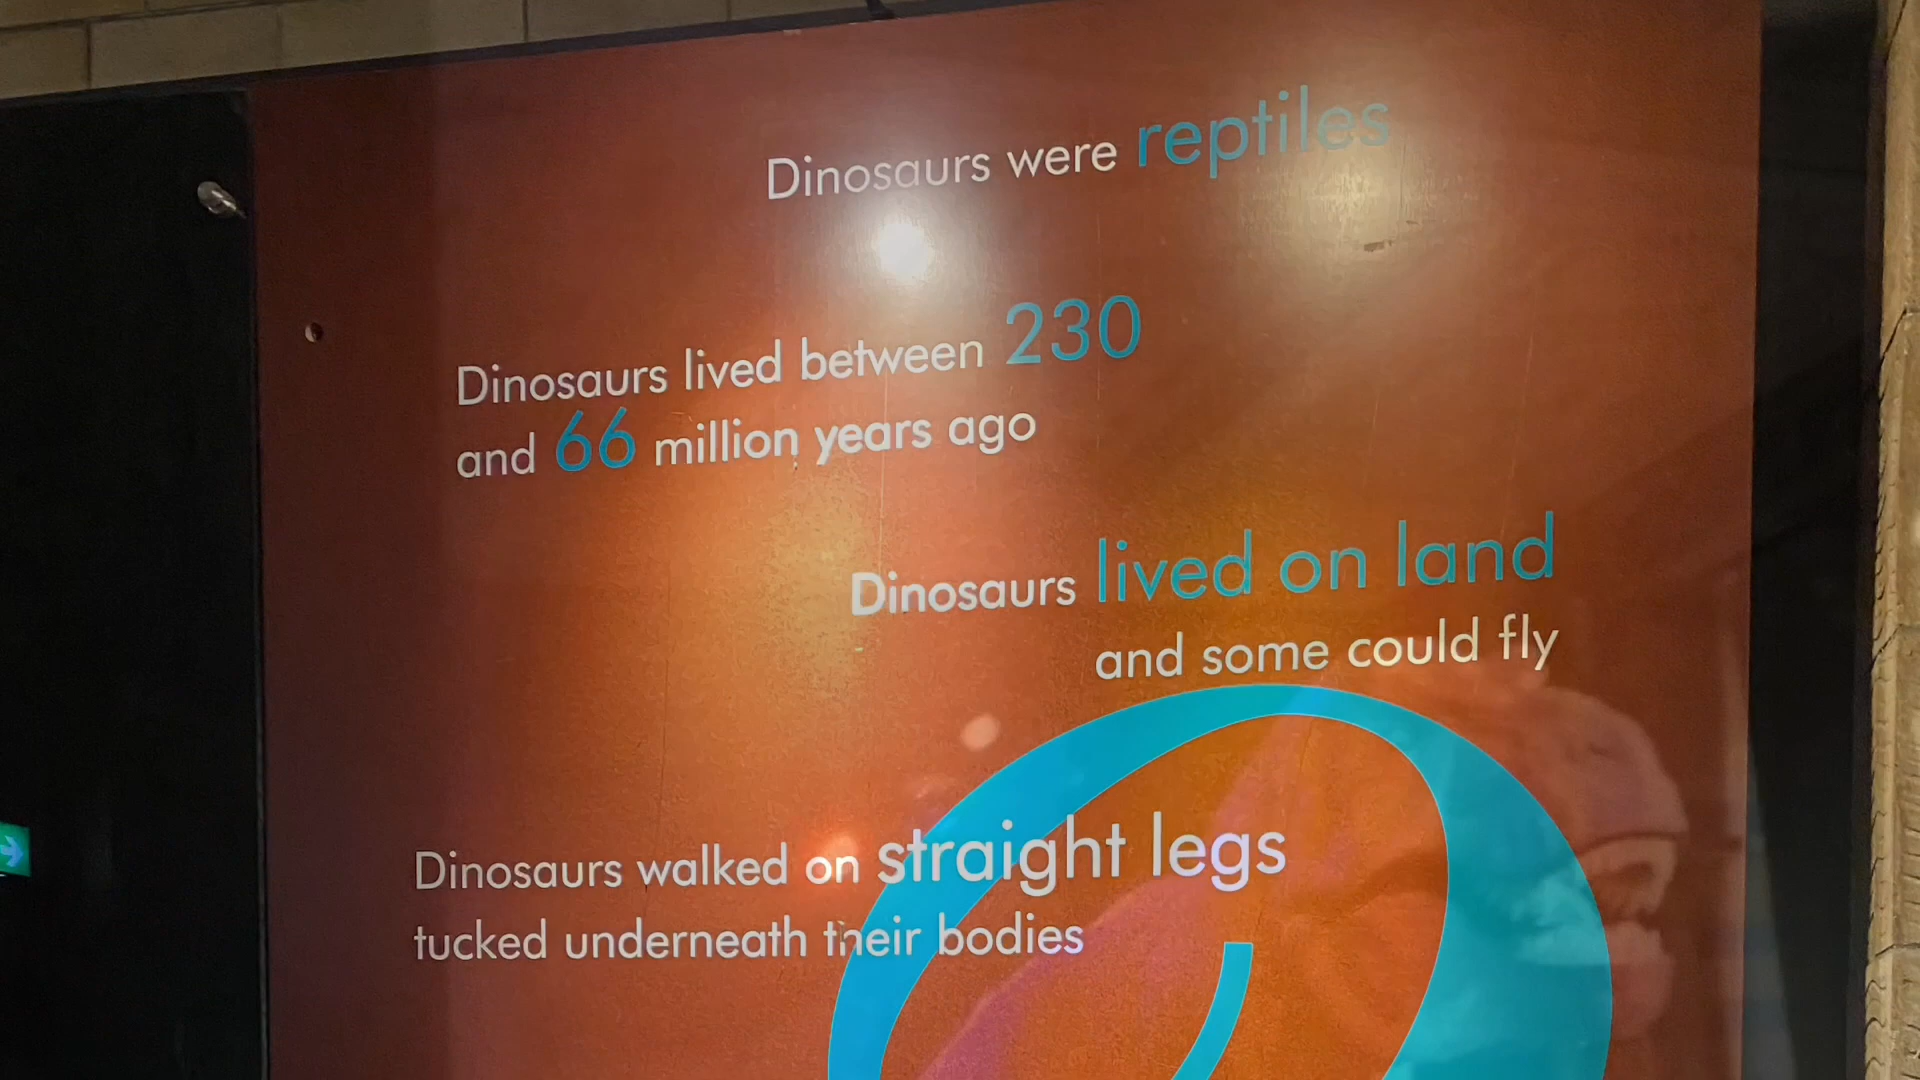 Dinosaurs were reptiles
Dinosaurs lived between 230
and 66 million years ago
Dinosaurs lived on land
and some could fly
Dinosaurs walked on straight legs
tucked underneath their bodies